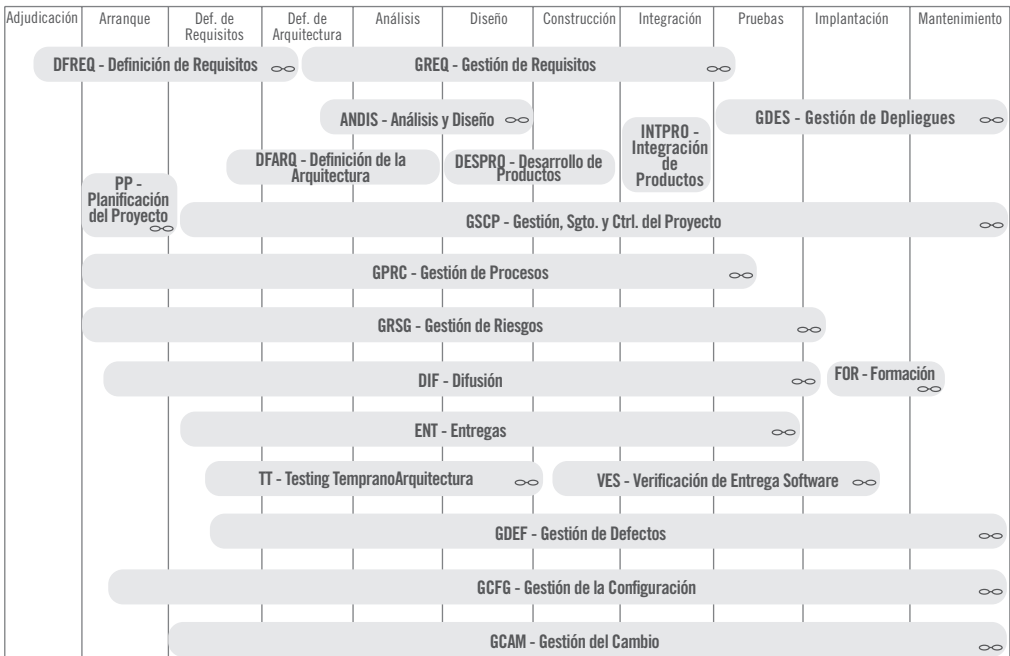 Adjudicación
Arranque
Def. de
Requisitos
Def. de
Arquitectura
Análisis
Diseño
Construcción
Integración
Pruebas
Implantación
Mantenimiento
DFREQ - Definición de Requisitos
GREQ - Gestión de Requisitos
ANDIS - Análisis y Diseño
INTPRO -
Integración
de
Productos
GDES - Gestión de Depliegues
DFARQ - Definición de la
Arquitectura
DESPRO - Desarrollo de
Productos
PP -
Planificación
del Proyecto
GSCP - Gestión, Sgto. y Ctrl. del Proyecto
GPRC - Gestión de Procesos
GRSG - Gestión de Riesgos
DIF - Difusión
FOR - Formación
ENT - Entregas
TT - Testing TempranoArquitectura
VES - Verificación de Entrega Software
GDEF - Gestión de Defectos
GCFG - Gestión de la Configuración
GCAM - Gestión del Cambio